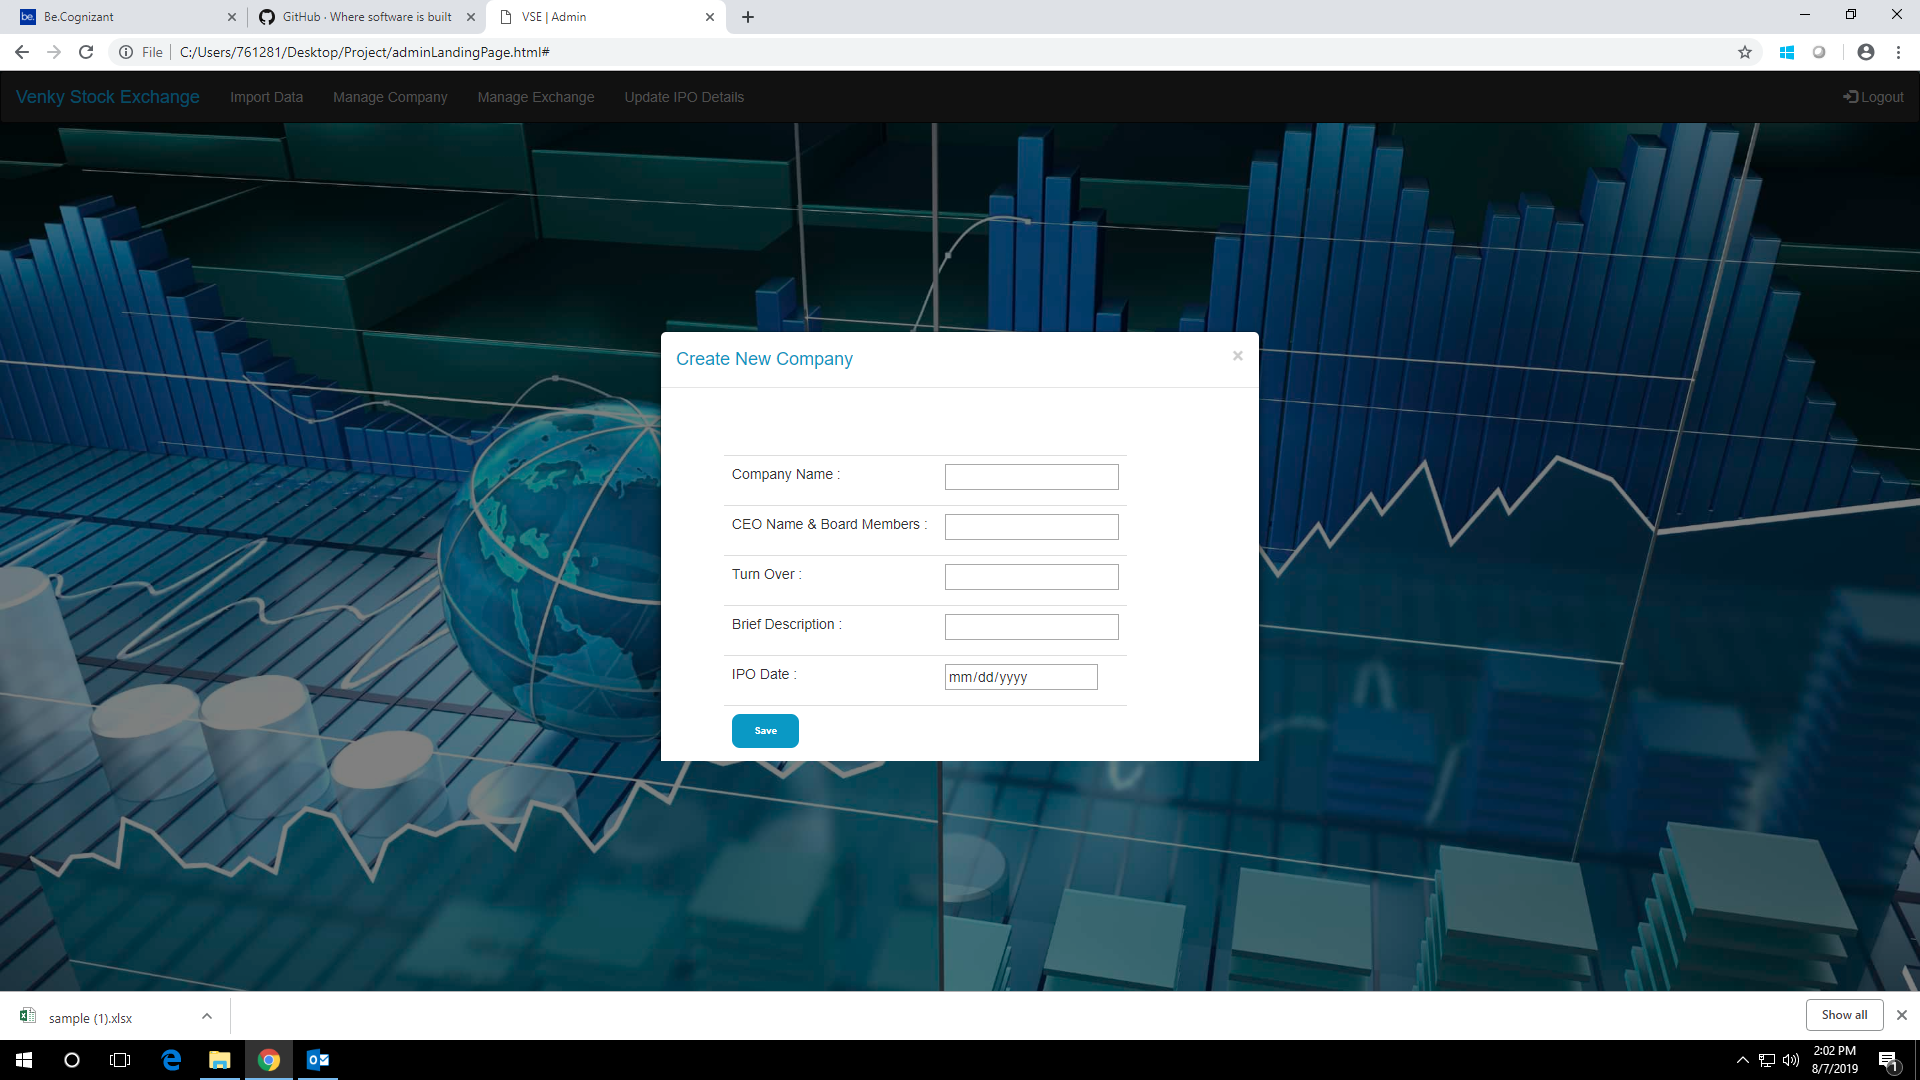 be. Be.Cognizant
GitHub · Where software is built
VSE | Admin
File C:/Users/761281/Desktop/Project/adminLandingPage.html#
Venky Stock Exchange Import Data Manage Company Manage Exchange Update IPO Details Logout
Create New Company ×
Company Name :
CEO Name & Board Members :
Turn Over :
Brief Description :
IPO Date : mm/dd/yyyy
Save
sample (1).xlsx
Show all
2:02 PM
8/7/2019
1